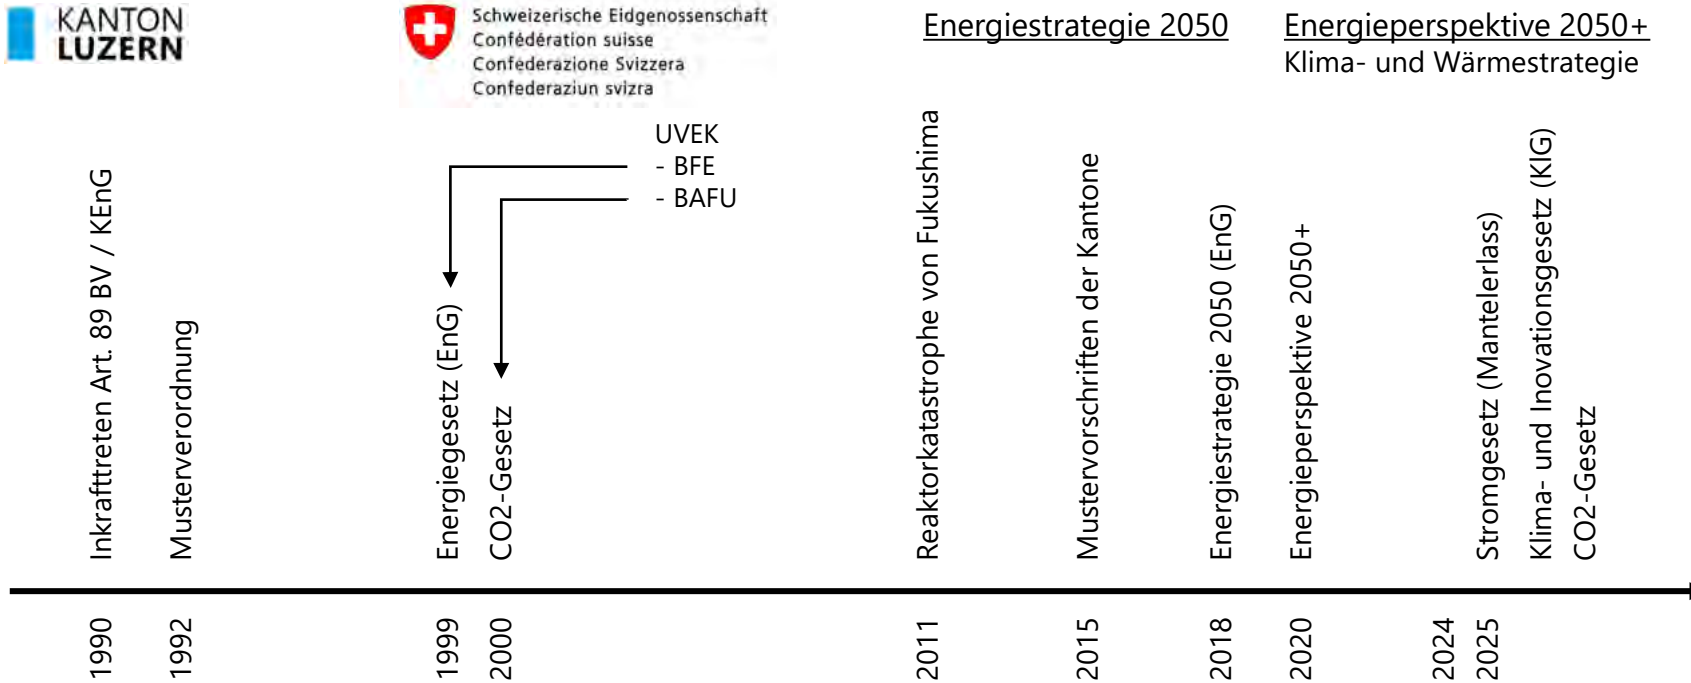 KANTON
LUZERN
Schweizerische Eidgenossenschaft
Confédération suisse
Confederazione Svizzera
Confederaziun svizra
Energiestrategie 2050
Energieperspektive 2050+
Klima- und Wärmestrategie
UVEK
- BFE
- BAFU
Inkrafttreten Art. 89 BV / KEnG
Musterverordnung
Energiegesetz (EnG)
CO2-Gesetz
Reaktorkatastrophe von Fukushima
Mustervorschriften der Kantone
Energiestrategie 2050 (EnG)
Energieperspektive 2050+
Stromgesetz (Mantelerlass)
Klima- und Inovationsgesetz (KIG)
CO2-Gesetz
1990
1992
1999
2000
2011
2015
2018
2020
2024
2025